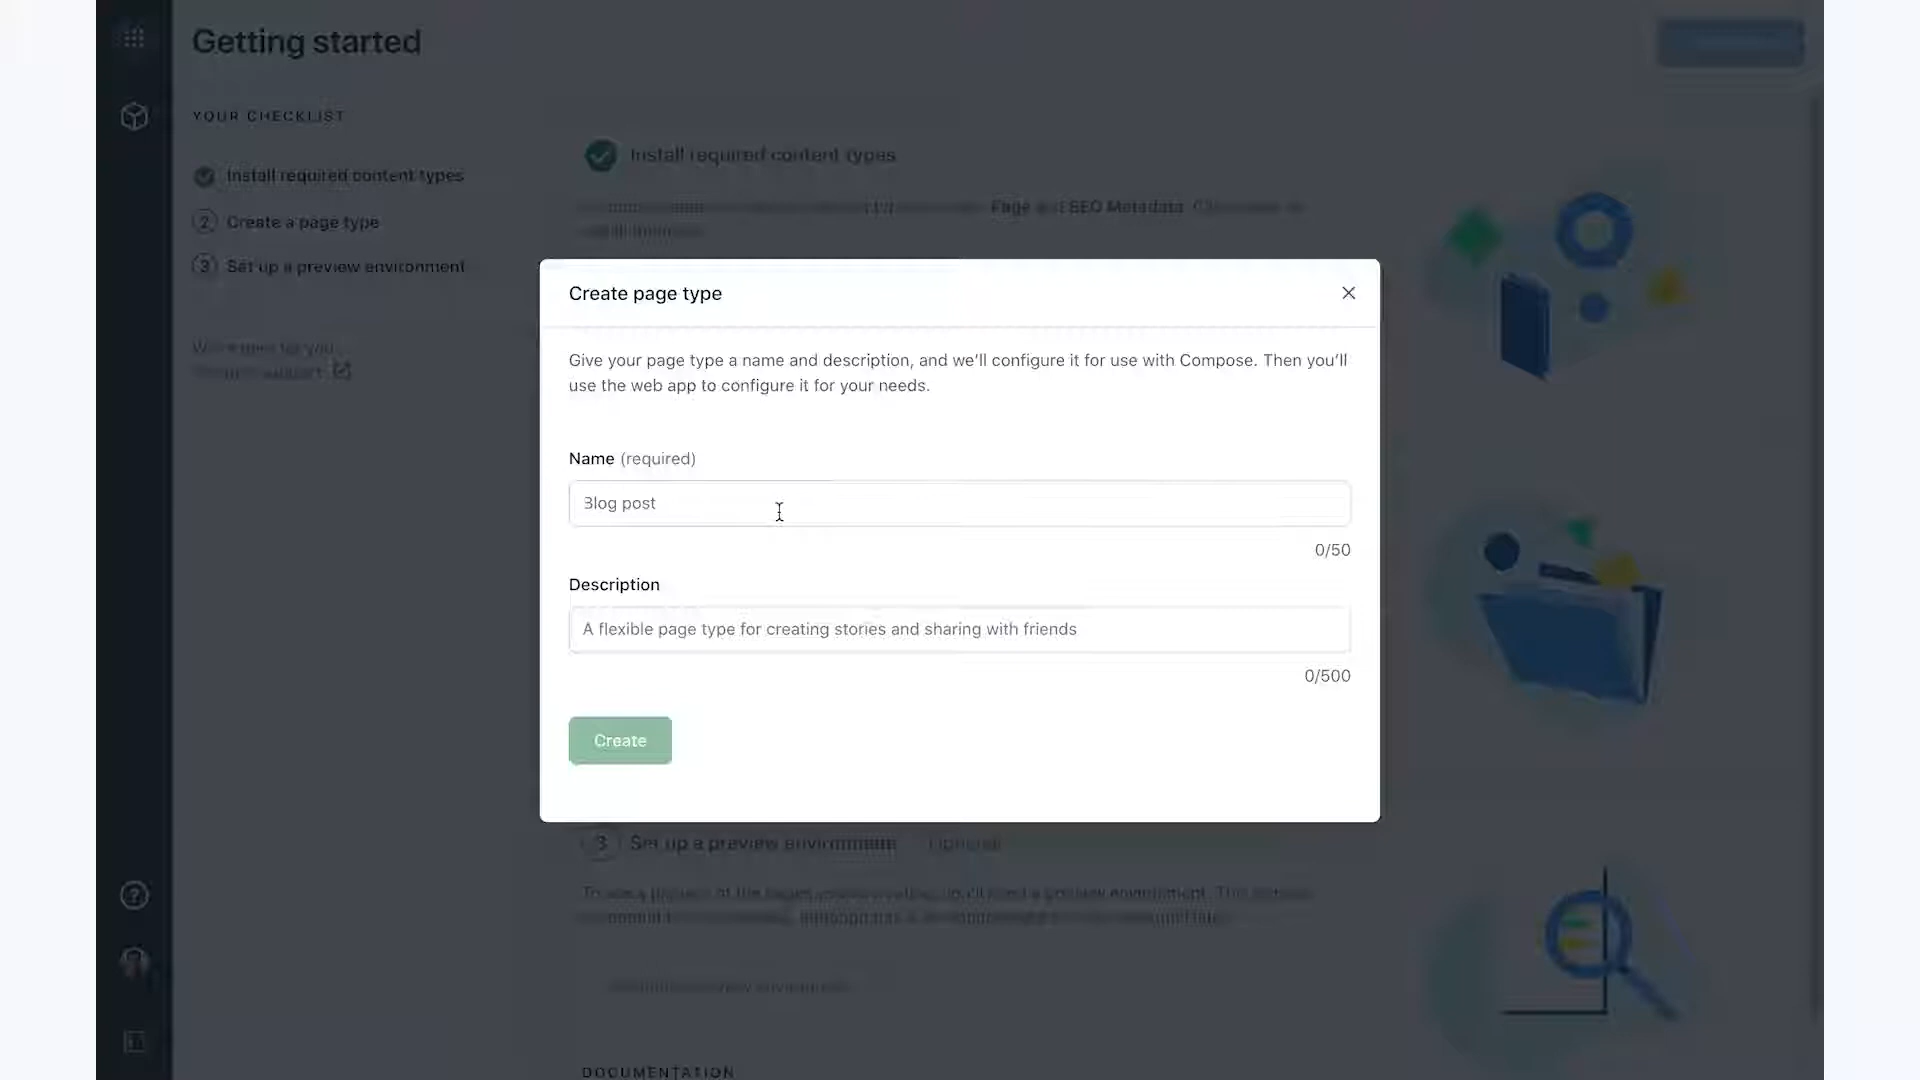 Getting started
YOUR CHECKLIST
Install required content types
2 Create a page type
3 Set up a preview environment
Install required content types
Page and SEO Metadata.
Create page type
Give your page type a name and description, and we'll configure it for use with Compose. Then you'll
use the web app to configure it for your needs.
Name (required)
Blog post
0/50
Description
A flexible page type for creating stories and sharing with friends
0/500
Create
3 Set up a preview environment
DOCUMENTATION